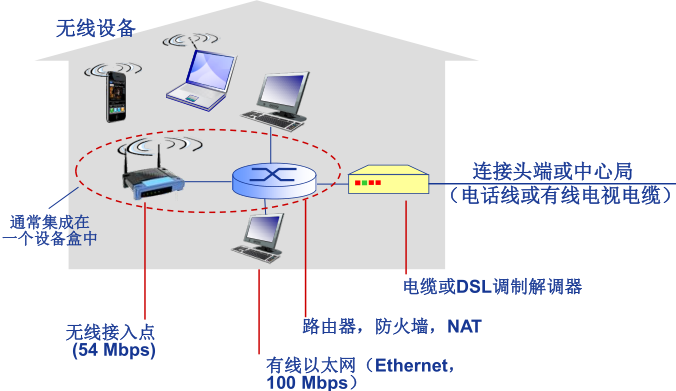 无线设备
连接头端或中心局
（电话线或有线电视电缆）
通常集成在
一个设备盒中
电缆或DSL调制解调器
无线接入点
(54 Mbps)
路由器，防火墙，NAT
有线以太网（Ethernet，
100 Mbps）